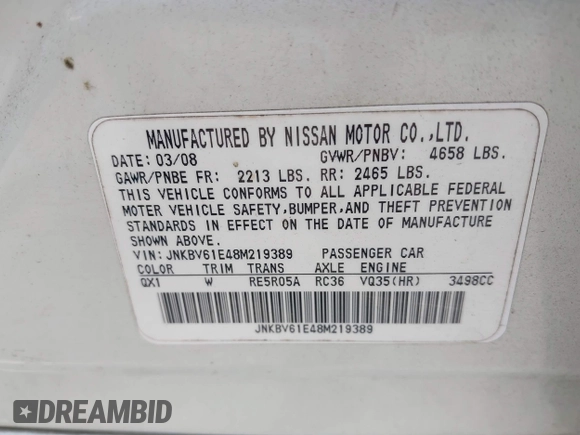 MANUFACTURED BY NISSAN MOTOR CO.,LTD.
DATE: 03/08 GVWR/PNBV: 4658 LBS.
GAWR/PNBE FR: 2213 LBS. RR: 2465 LBS.
THIS VEHICLE CONFORMS TO ALL APPLICABLE FEDERAL
MOTOR VEHICLE SAFETY,BUMPER,AND THEFT PREVENTION
STANDARDS IN EFFECT ON THE DATE OF MANUFACTURE
SHOWN ABOVE.
VIN: JNKBV61E48M219389 PASSENGER CAR
COLOR TRIM TRANS AXLE ENGINE
QX1 W RE5R05A RC36 VQ35(HR) 3498CC
JNKBV61E48M219389
DREAMBID